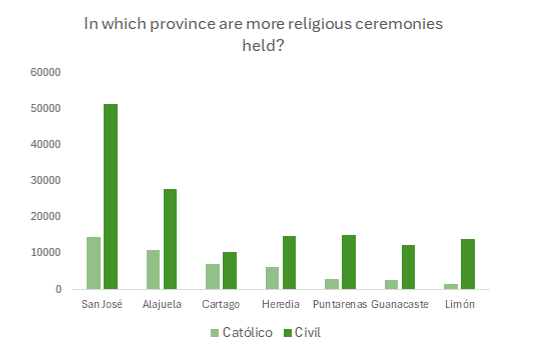 In which province are more religious ceremonies
held?
60000
50000
40000
30000
20000
10000
0
San José Alajuela Cartago Heredia Puntarenas Guanacaste Limón
Católico Civil